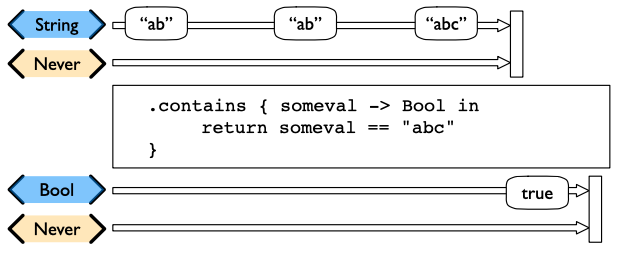 String “ab” “ab” “abc”
Never
.contains { someval -> Bool in
return someval == "abc"
}
Bool true
Never